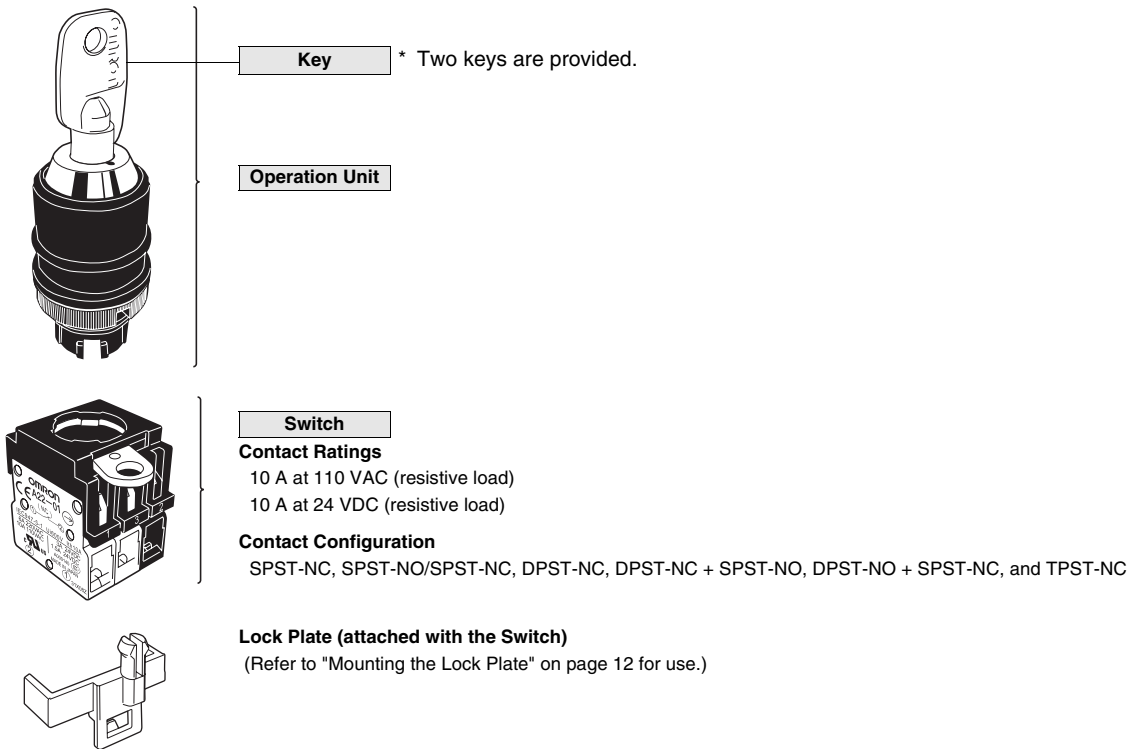 Key
* Two keys are provided.
Operation Unit
Switch
Contact Ratings
10 A at 110 VAC (resistive load)
10 A at 24 VDC (resistive load)
Contact Configuration
SPST-NC, SPST-NO/SPST-NC, DPST-NC, DPST-NC + SPST-NO, DPST-NO + SPST-NC, and TPST-NC
OMRON
A22-01
Lock Plate (attached with the Switch)
(Refer to "Mounting the Lock Plate" on page 12 for use.)